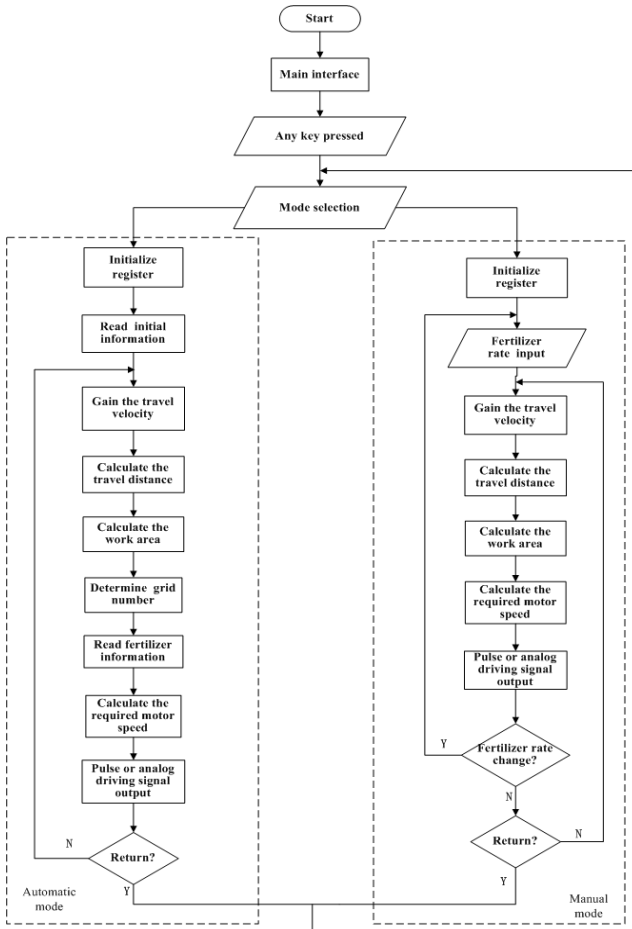 Start
Main interface
Any key pressed
Mode selection
Initialize
register
Read initial
information
Gain the travel
velocity
Calculate the
travel distance
Calculate the
work area
Determine grid
number
Read fertilizer
information
Calculate the
required motor
speed
Pulse or analog
driving signal
output
N
Return?
Y
Automatic
mode
Initialize
register
Fertilizer
rate input
Gain the travel
velocity
Calculate the
travel distance
Calculate the
work area
Calculate the
required motor
speed
Pulse or analog
driving signal
output
Y
Fertilizer rate
change?
N
Return?
N
Y
Manual
mode